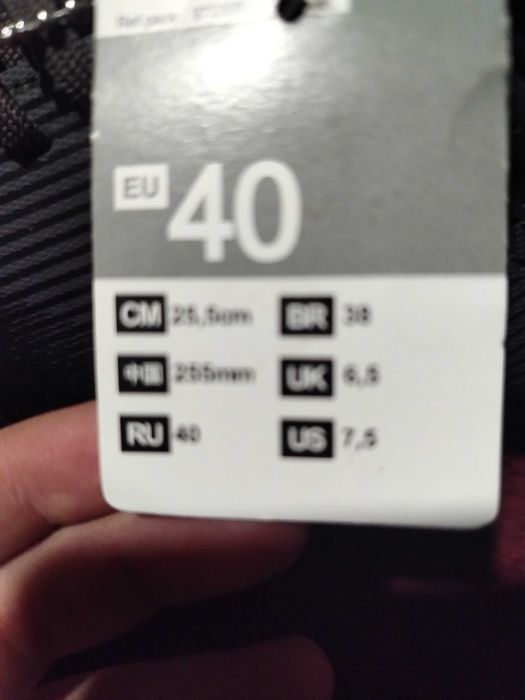 EU 40
CM 25,5cm BR 38
中国 255mm UK 6,5
RU 40 US 7,5